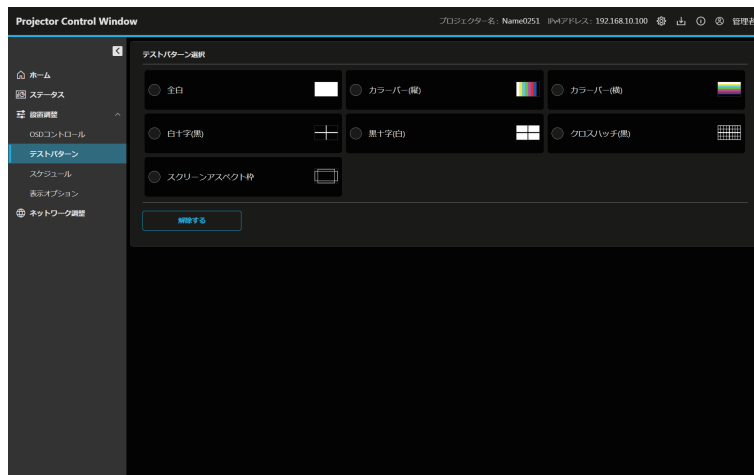 Projector Control Window
プロジェクター名: Name0251 IPv4アドレス: 192.168.10.100 管理者
ホーム
ステータス
設置調整
OSDコントロール
テストパターン
スケジュール
表示オプション
ネットワーク調整
テストパターン選択
全白
カラーバー(縦)
カラーバー(横)
白十字(黒)
黒十字(白)
クロスハッチ(黒)
スクリーンアスペクト枠
解除する